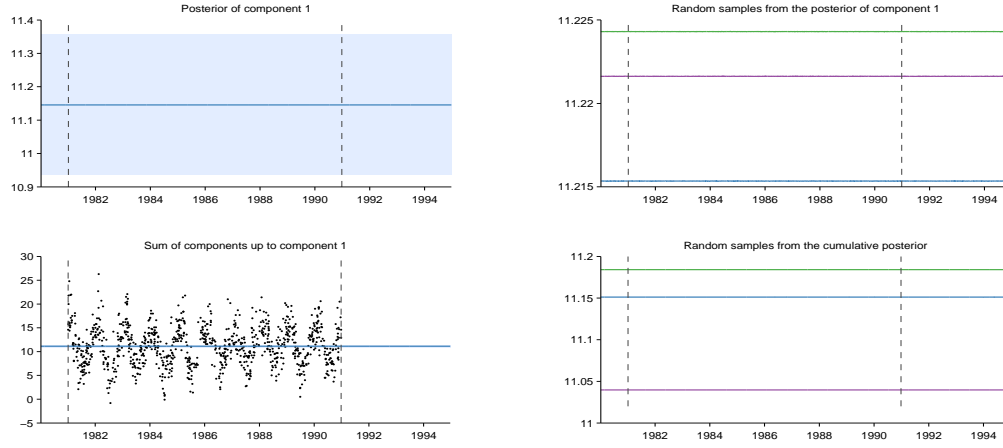 Posterior of component 1
11.4
11.3
11.2
11.1
11
10.9
1982 1984 1986 1988 1990 1992 1994
Random samples from the posterior of component 1
11.225
11.22
11.215
1982 1984 1986 1988 1990 1992 1994
Sum of components up to component 1
30
25
20
15
10
5
0
−5
1982 1984 1986 1988 1990 1992 1994
Random samples from the cumulative posterior
11.2
11.15
11.1
11.05
11
1982 1984 1986 1988 1990 1992 1994